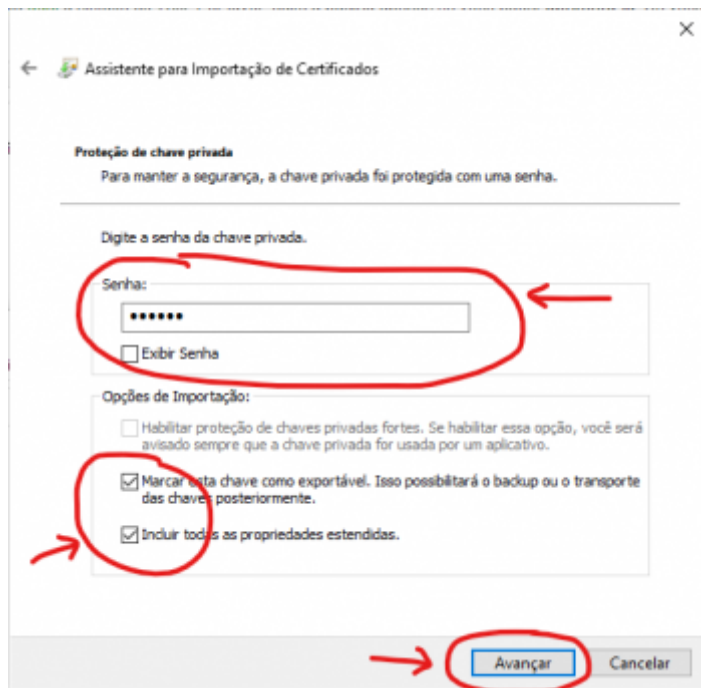 Assistente para Importação de Certificados
Proteção de chave privada
Para manter a segurança, a chave privada foi protegida com uma senha.
Digite a senha da chave privada.
Senha:
••••••
Exibir Senha
Opções de Importação:
Habilitar proteção de chaves privadas fortes. Se habilitar essa opção, você será
avisado sempre que a chave privada for usada por um aplicativo.
Marcar esta chave como exportável. Isso possibilitará o backup ou o transporte
das chaves posteriormente.
Incluir todas as propriedades estendidas.
Avançar
Cancelar